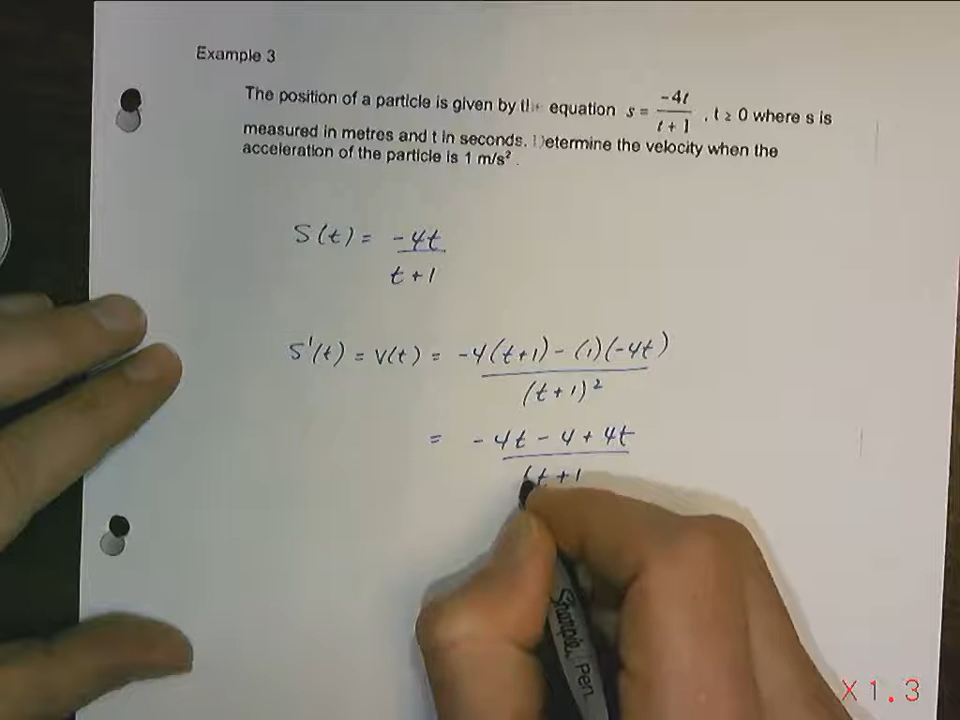 Example 3
The position of a particle is given by the equation s = -4t / t + 1 , t ≥ 0 where s is
measured in metres and t in seconds. Determine the velocity when the
acceleration of the particle is 1 m/s² .
S(t) = -4t / t + 1
S'(t) = V(t) = -4(t+1) - (1)(-4t) / (t+1)²
= -4t - 4 + 4t / (t+1
Sharpie Pen
X1.3